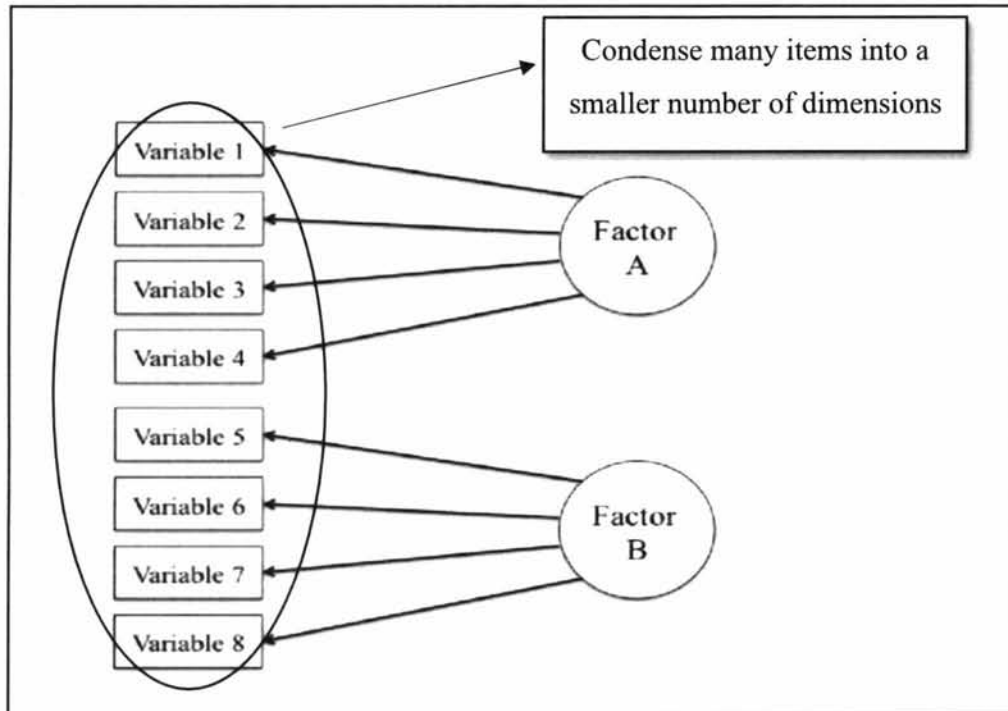 Condense many items into a
smaller number of dimensions
Variable 1
Variable 2
Variable 3
Variable 4
Variable 5
Variable 6
Variable 7
Variable 8
Factor
A
Factor
B